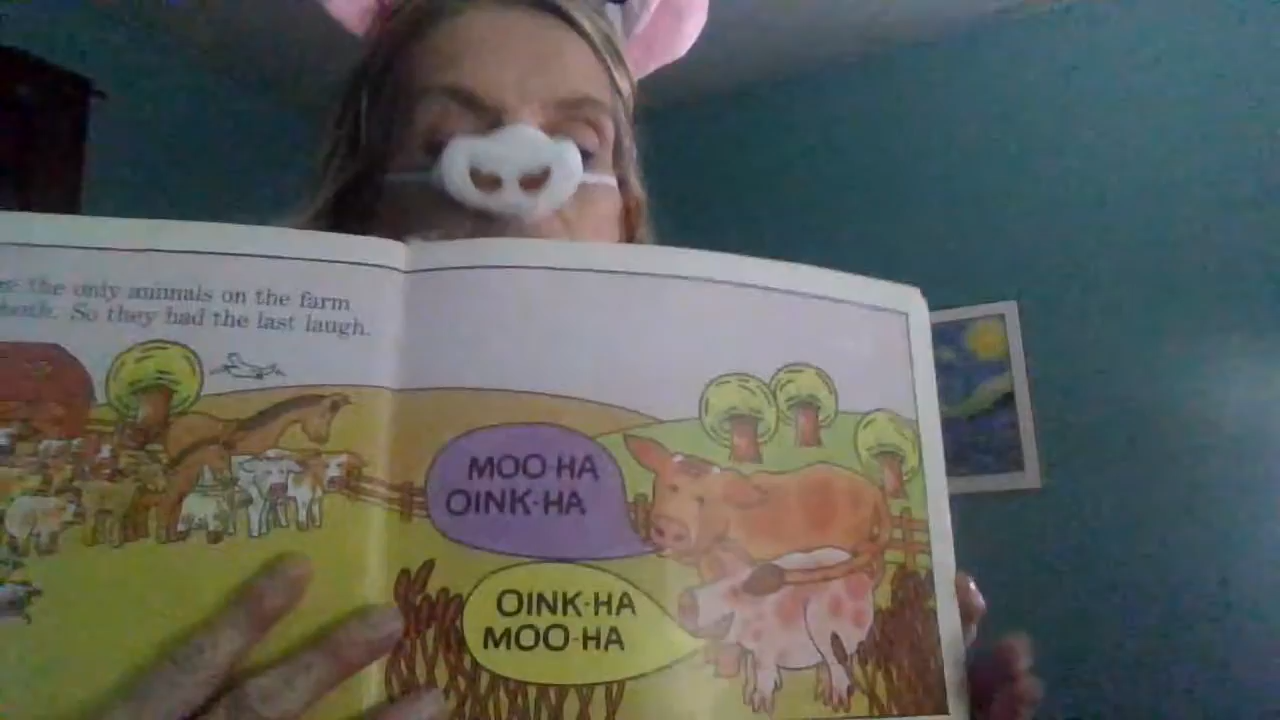 the only animals on the farm
both. So they had the last laugh.
MOO-HA
OINK-HA
OINK-HA
MOO-HA